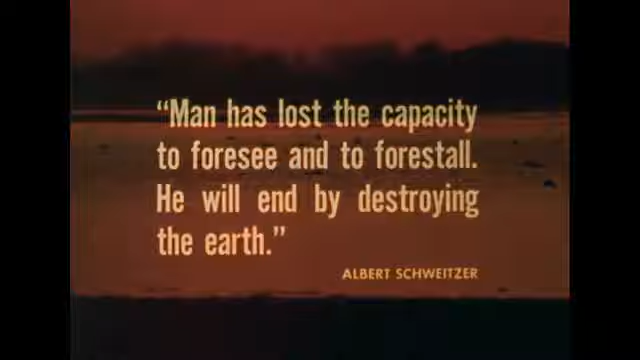 “Man has lost the capacity
to foresee and to forestall.
He will end by destroying
the earth.”
ALBERT SCHWEITZER